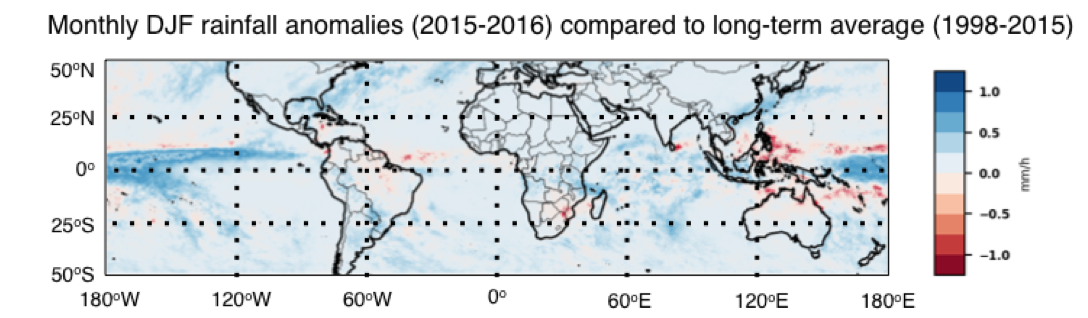 Monthly DJF rainfall anomalies (2015-2016) compared to long-term average (1998-2015)
50°N
25°N
0°
25°S
50°S
180°W 120°W 60°W 0° 60°E 120°E 180°E
1.0
0.5
0.0
−0.5
−1.0
mm/h